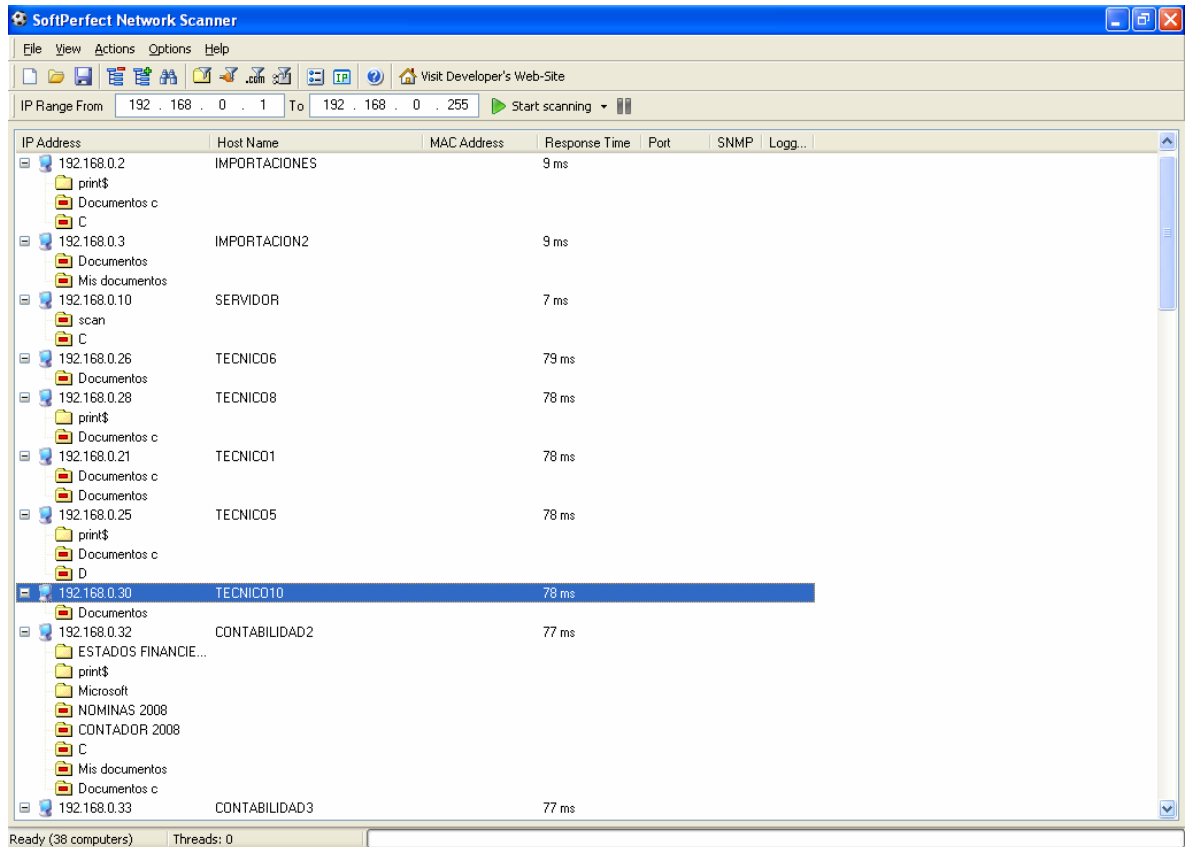 SoftPerfect Network Scanner
File View Actions Options Help
Visit Developer's Web-Site
IP Range From 192 . 168 . 0 . 1 To 192 . 168 . 0 . 255 Start scanning
IP Address Host Name MAC Address Response Time Port SNMP Logg...
192.168.0.2 IMPORTACIONES 9 ms
print$
Documentos c
C
192.168.0.3 IMPORTACION2 9 ms
Documentos
Mis documentos
192.168.0.10 SERVIDOR 7 ms
scan
C
192.168.0.26 TECNICO6 79 ms
Documentos
192.168.0.28 TECNICO8 78 ms
print$
Documentos c
192.168.0.21 TECNICO1 78 ms
Documentos c
Documentos
192.168.0.25 TECNICO5 78 ms
print$
Documentos c
D
192.168.0.30 TECNICO10 78 ms
Documentos
192.168.0.32 CONTABILIDAD2 77 ms
ESTADOS FINANCIE...
print$
Microsoft
NOMINAS 2008
CONTADOR 2008
C
Mis documentos
Documentos c
192.168.0.33 CONTABILIDAD3 77 ms
Ready (38 computers) Threads: 0